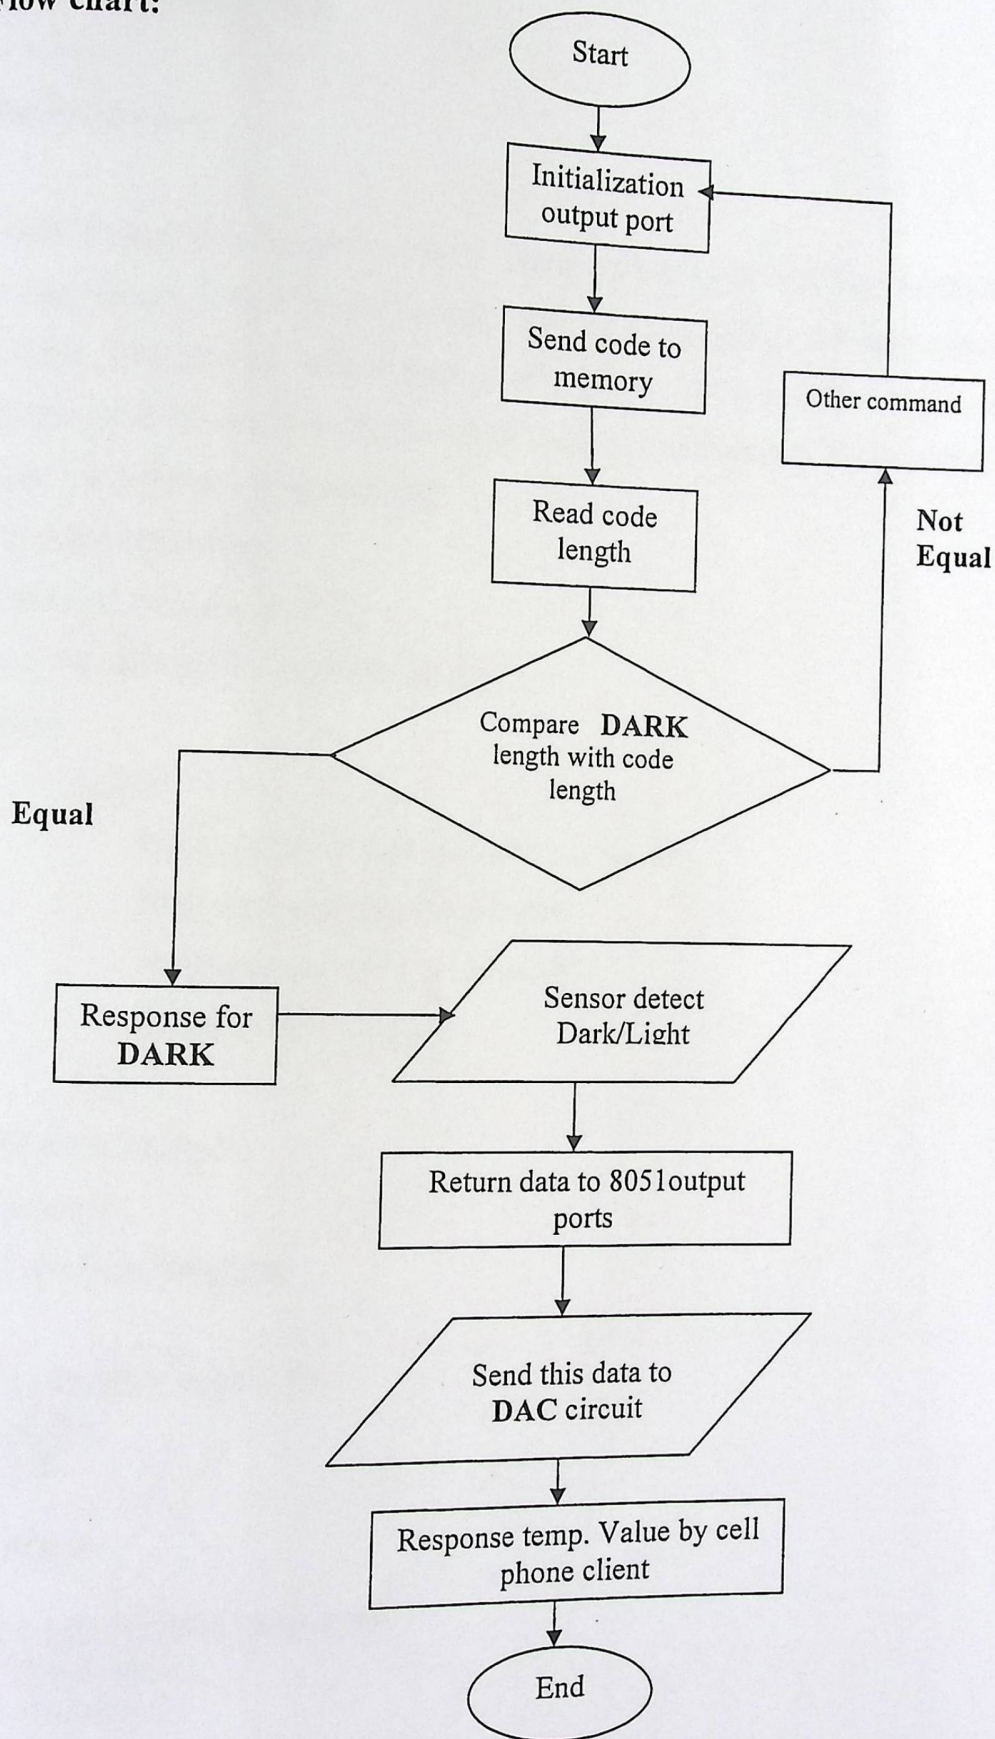 Flow chart:
Start
Initialization
output port
Send code to
memory
Other command
Read code
length
Not
Equal
Compare DARK
length with code
length
Equal
Response for
DARK
Sensor detect
Dark/Light
Return data to 8051output
ports
Send this data to
DAC circuit
Response temp. Value by cell
phone client
End